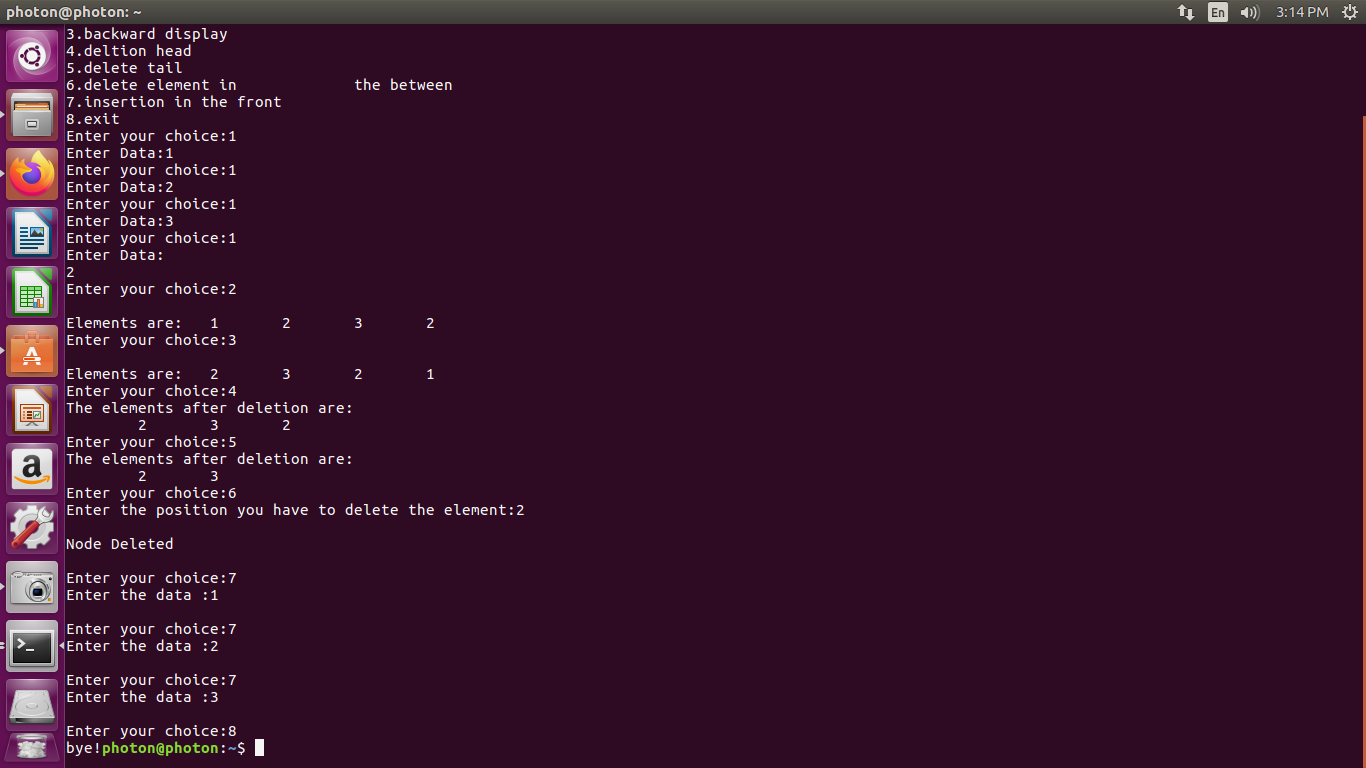 photon@photon: ~
En
3:14 PM
3.backward display
4.deltion head
5.delete tail
6.delete element in             the between
7.insertion in the front
8.exit
Enter your choice:1
Enter Data:1
Enter your choice:1
Enter Data:2
Enter your choice:1
Enter Data:3
Enter your choice:1
Enter Data:
2
Enter your choice:2
Elements are:   1       2       3       2
Enter your choice:3
Elements are:   2       3       2       1
Enter your choice:4
The elements after deletion are:
        2       3       2
Enter your choice:5
The elements after deletion are:
        2       3
Enter your choice:6
Enter the position you have to delete the element:2
Node Deleted
Enter your choice:7
Enter the data :1
Enter your choice:7
Enter the data :2
Enter your choice:7
Enter the data :3
Enter your choice:8
bye!photon@photon:~$